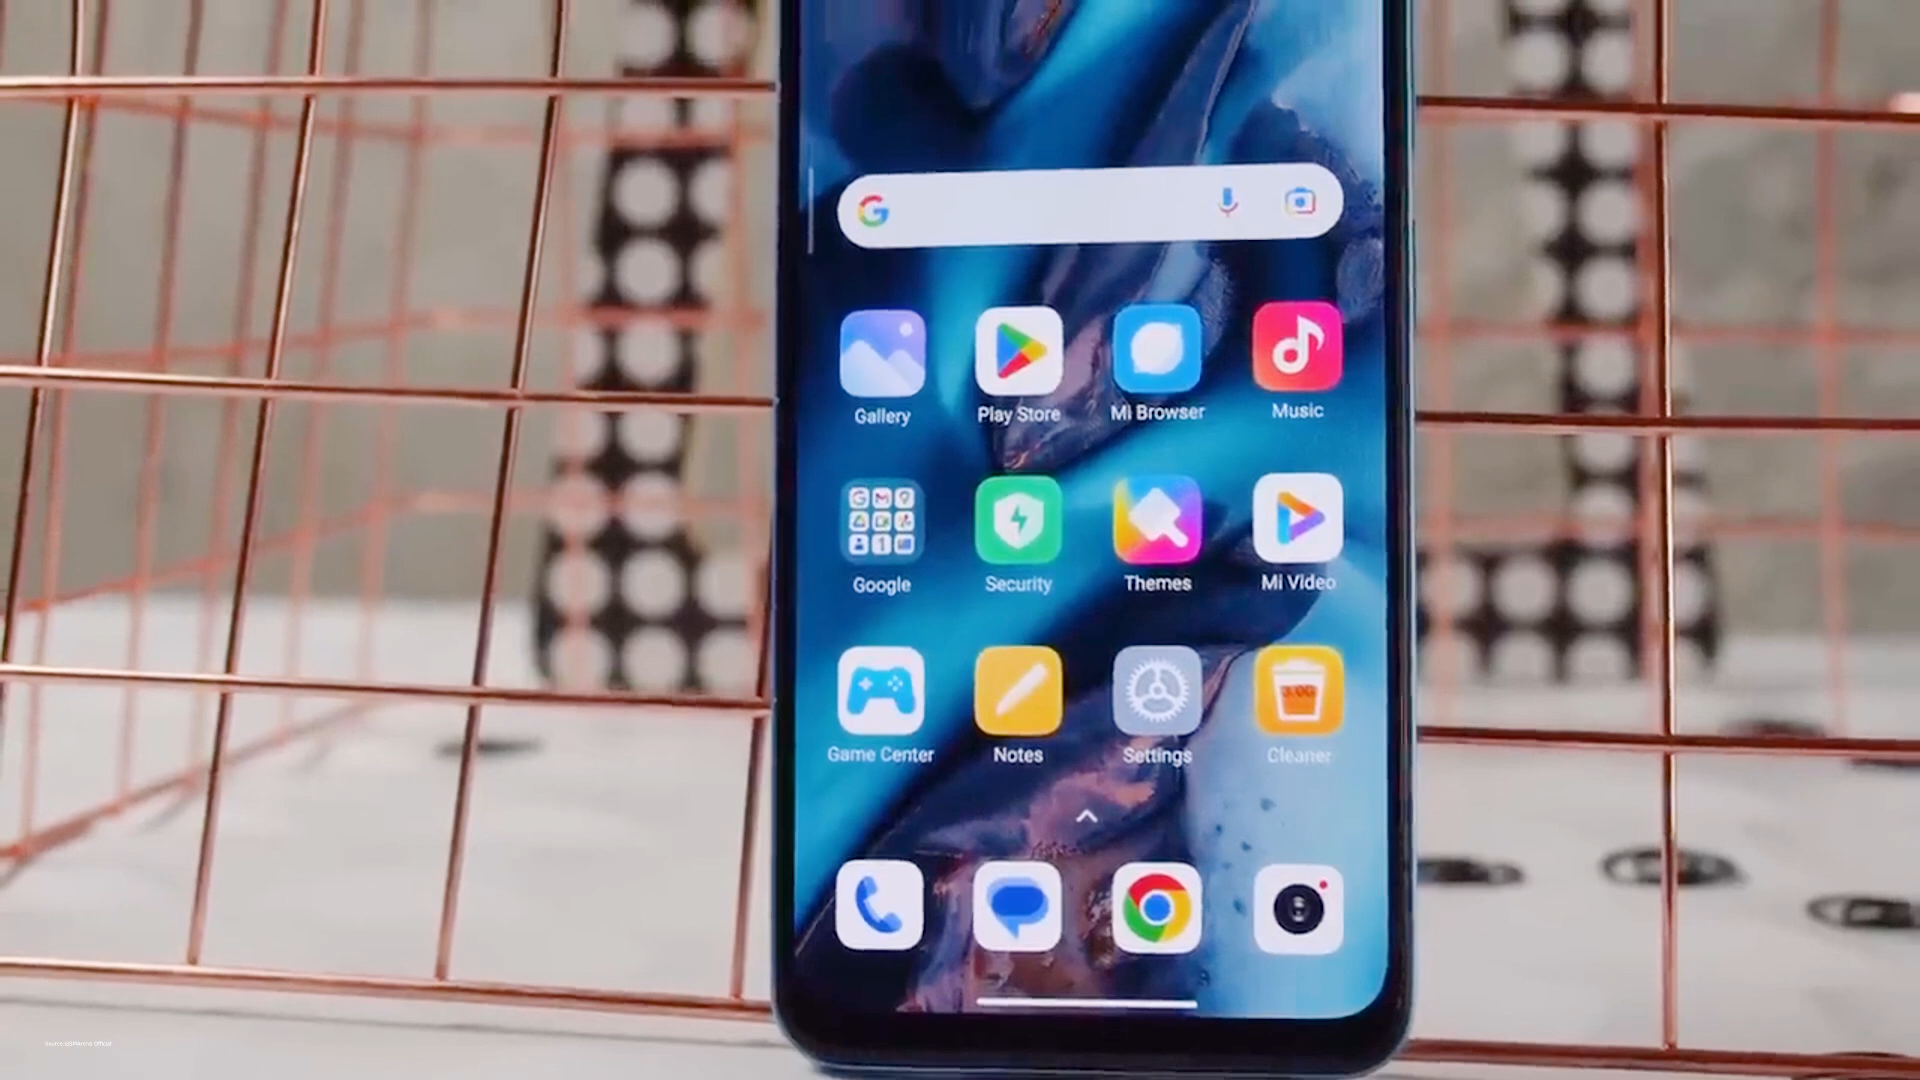 Gallery
Play Store
Mi Browser
Music
Google
Security
Themes
Mi Video
Game Center
Notes
Settings
Cleaner